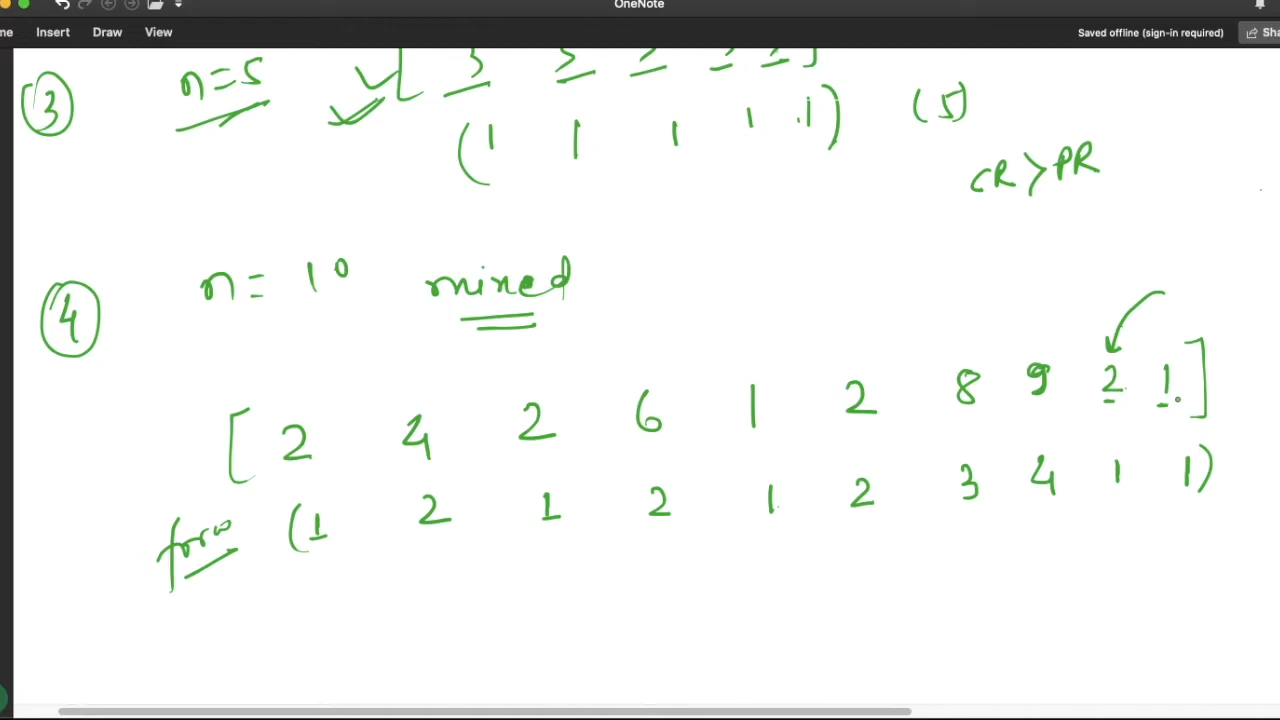 OneNote
Insert Draw View
Saved offline (sign-in required)
3 n=5
(1 1 1 1 1) (5)
CR>PR
4 n= 10 mixed
[2 4 2 6 1 2 8 9 2 1]
forw (1 2 1 2 1 2 3 4 1 1)